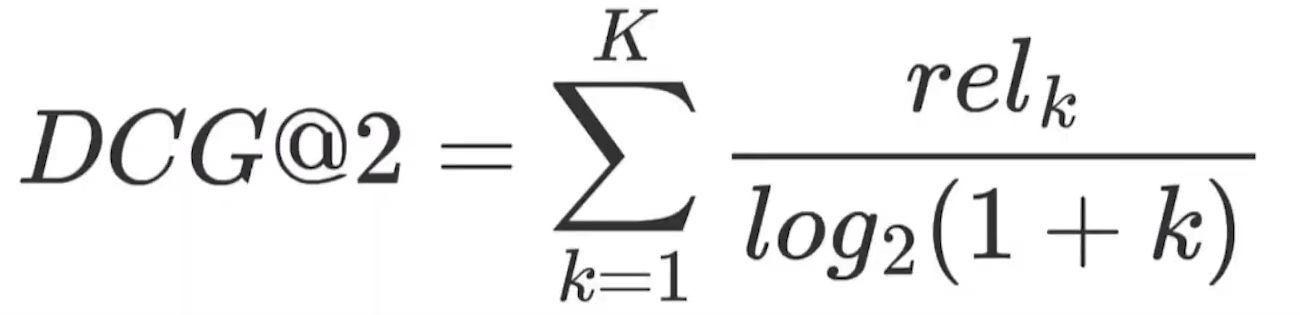 DCG@2 = \sum_{k=1}^{K} \frac{rel_k}{log_2(1 + k)}